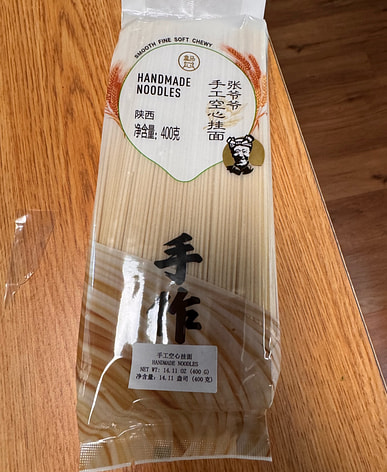 SMOOTH FINE SOFT CHEWY
HANDMADE
NOODLES
张爷爷
手工空心挂面
陕西
净含量: 400克
手作
手工空心挂面
HANDMADE NOODLES
NET WT: 14.11 OZ (400 G)
净含量: 14.11 盎司 (400 克)